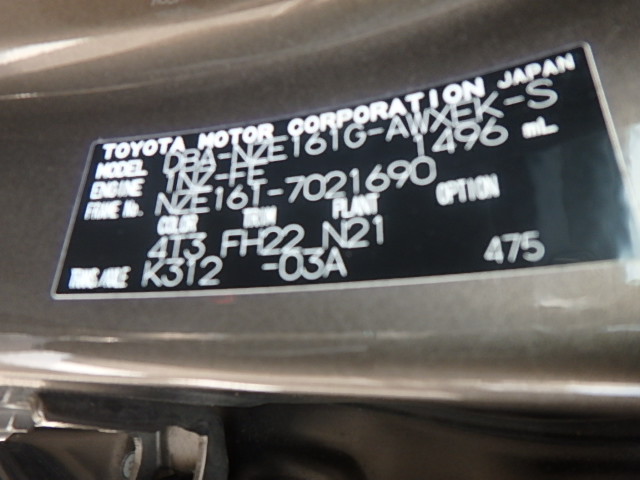 TOYOTA MOTOR CORPORATION JAPAN
MODEL DBA-NZE161G-AWXEK-S
ENGINE 1NZ-FE 1496 mL.
FRAME No. NZE161-7021690
COLOR TRIM PLANT OPTION
4T3 FH22 N21
TRNS./AXLE K312 -03A 475